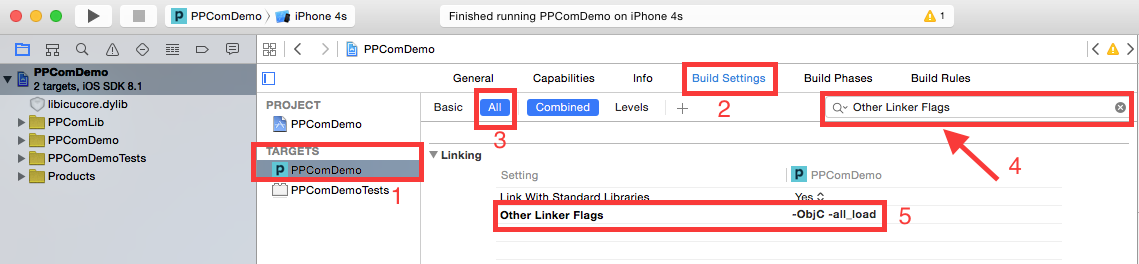 PPComDemo 〉 iPhone 4s
Finished running PPComDemo on iPhone 4s
1
PPComDemo
PPComDemo
2 targets, iOS SDK 8.1
libicucore.dylib
PPComLib
PPComDemo
PPComDemoTests
Products
General
Capabilities
Info
Build Settings
Build Phases
Build Rules
PROJECT
PPComDemo
TARGETS
PPComDemo
PPComDemoTests
1
Basic
All
Combined
Levels
2
3
Other Linker Flags
4
Linking
Setting
PPComDemo
Link With Standard Libraries
Yes
Other Linker Flags
-ObjC -all_load
5